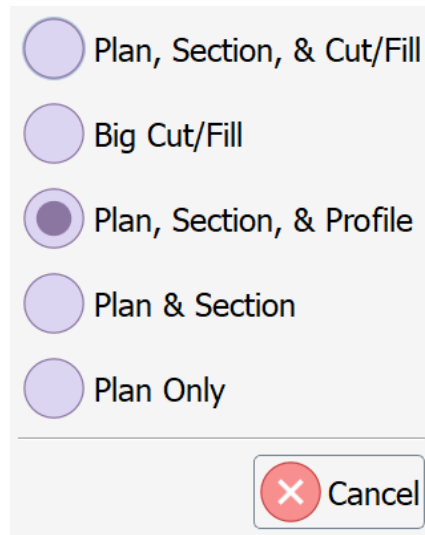 Plan, Section, & Cut/Fill
Big Cut/Fill
Plan, Section, & Profile
Plan & Section
Plan Only
Cancel